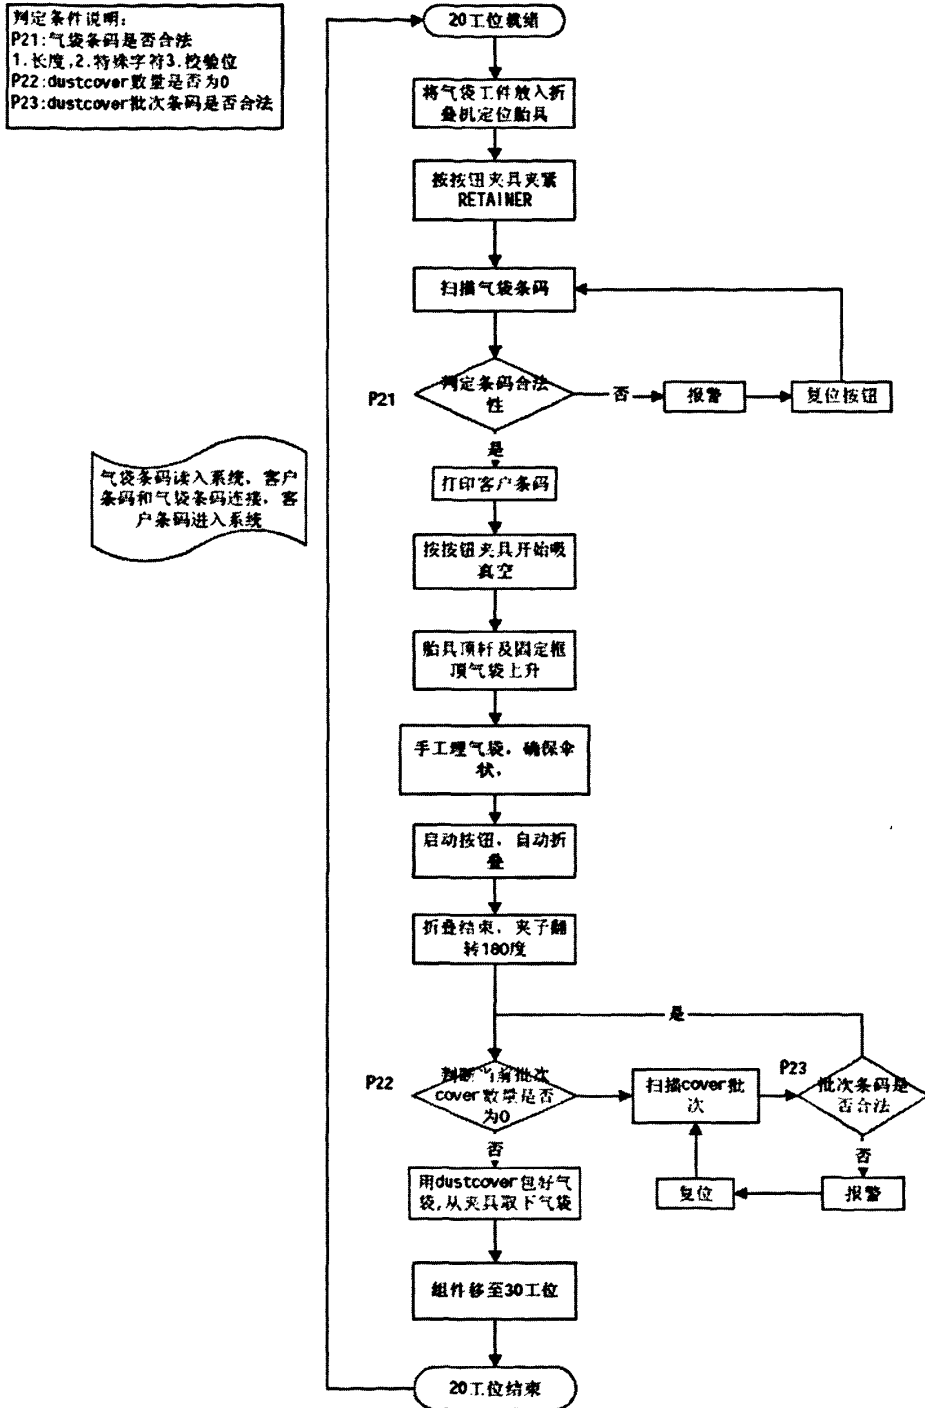 判定条件说明:
P21:气袋条码是否合法
1.长度,2.特殊字符3.校验位
P22:dustcover数量是否为0
P23:dustcover批次条码是否合法
20工位就绪
将气袋工件放入折
叠机定位胎具
按按钮夹具夹紧
RETAINER
扫描气袋条码
P21
判定条码合法
性
否
报警
复位按钮
是
打印客户条码
气袋条码读入系统，客户
条码和气袋条码连接，客
户条码进入系统
按按钮夹具开始吸
真空
胎具顶杆及固定框
顶气袋上升
手工理气袋，确保伞
状，
启动按钮，自动折
叠
折叠结束，夹子翻
转180度
是
P22
判断当前批次
cover数量是否
为0
扫描cover批
次
P23
批次条码是
否合法
否
否
用dustcover包好气
袋,从夹具取下气袋
复位
报警
组件移至30工位
20工位结束